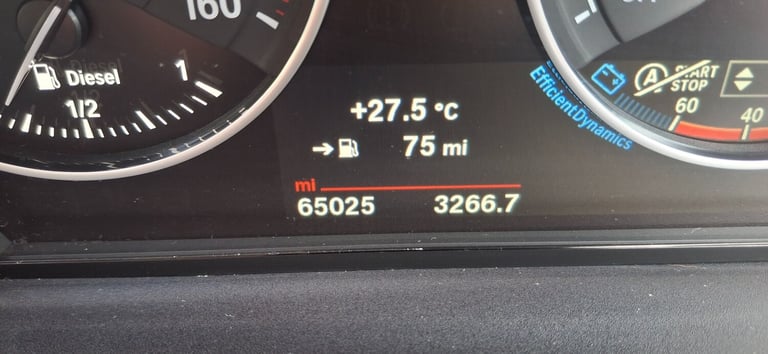 160
Diesel
1
1/2
+27.5 °C
➔ 75 mi
mi
65025 3266.7
EfficientDynamics
A START
STOP
60
40